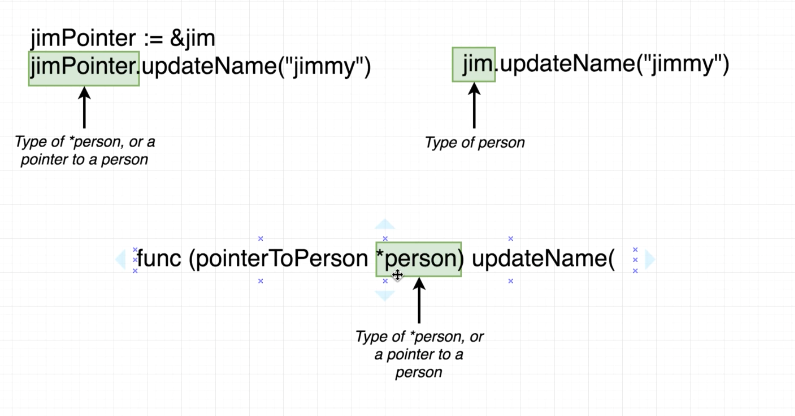 jimPointer := &jim
jimPointer.updateName("jimmy")
Type of *person, or a
pointer to a person
jim.updateName("jimmy")
Type of person
func (pointerToPerson *person) updateName(
Type of *person, or
a pointer to a
person